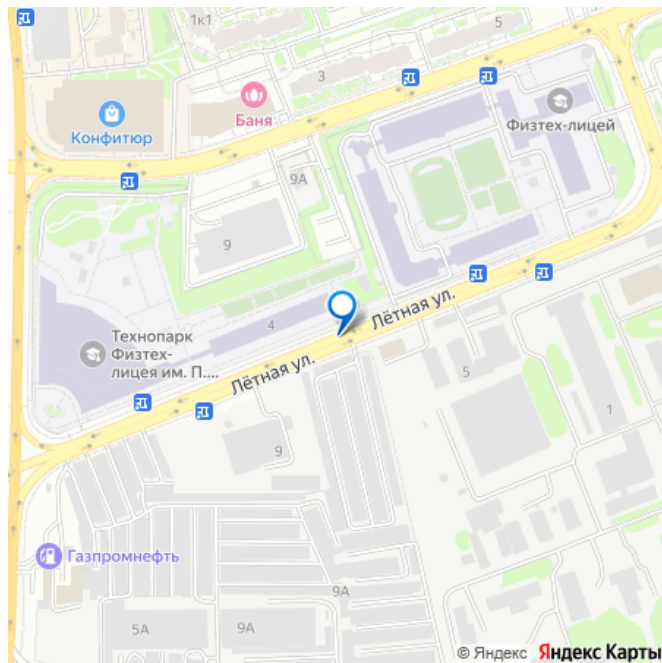 1к1
5
3
Баня
Конфитюр
Физтех-лицей
9А
9
Лётная ул.
4
Технопарк
Физтех-
лицея им. П....
Лётная ул.
5
1
9
Газпромнефть
9А
5А
9А
© Яндекс Яндекс Карты